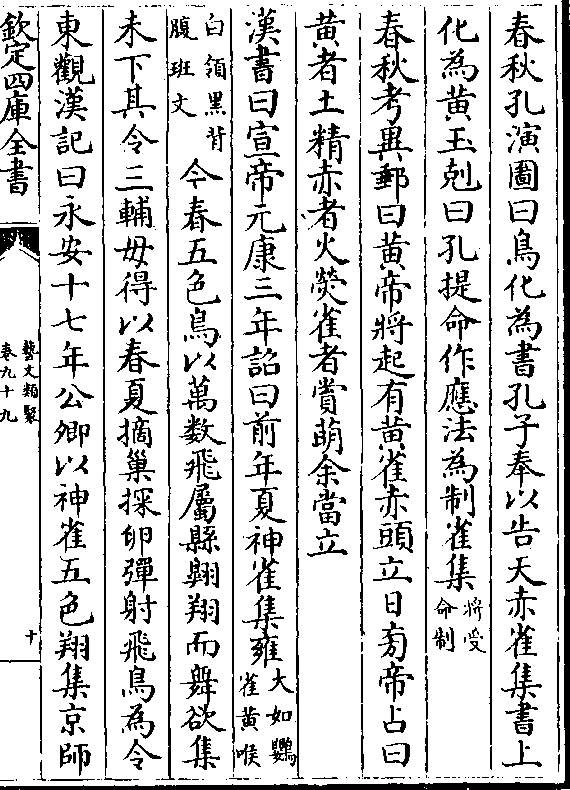 春秋孔演圖曰鳥化為書孔子奉以告天赤雀集書上
化為黄玉剋曰孔提命作應法為制雀集將受命制
春秋考異郵曰黄帝將起有黄雀赤頭立日旁帝占曰
黄者土精赤者火熒雀者賞萌余當立
漢書曰宣帝元康三年詔曰前年夏神雀集雍大如鷃雀黄喉
白領黑背腹班文今春五色鳥以萬数飛屬縣翺翔而舞欲集
未下其令三輔毋得以春夏摘巢探卵彈射飛鳥為令
東觀漢記曰永安十七年公卿以神雀五色翔集京師
欽定四庫全書
藝文類聚
卷九十九
十